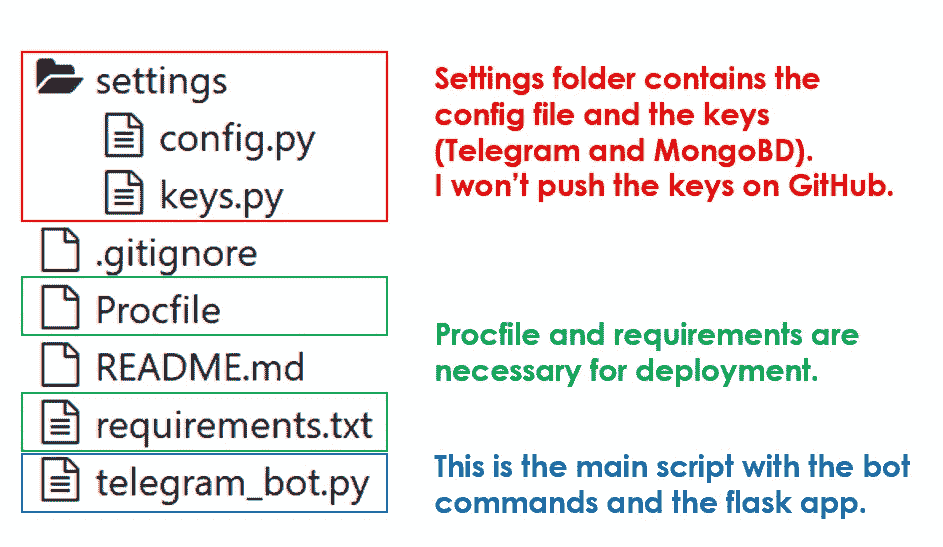 settings
config.py
keys.py
.gitignore
Procfile
README.md
requirements.txt
telegram_bot.py
Settings folder contains the
config file and the keys
(Telegram and MongoBD).
I won't push the keys on GitHub.
Procfile and requirements are
necessary for deployment.
This is the main script with the bot
commands and the flask app.